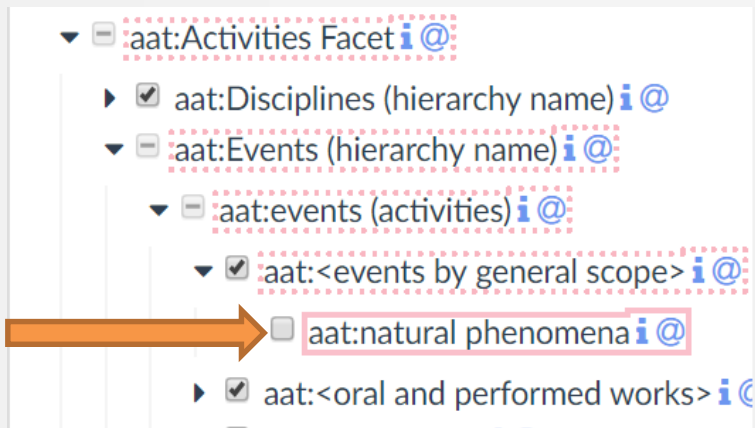 aat:Activities Facet i @
aat:Disciplines (hierarchy name) i @
aat:Events (hierarchy name) i @
aat:events (activities) i @
aat:<events by general scope> i @
aat:natural phenomena i @
aat:<oral and performed works> i